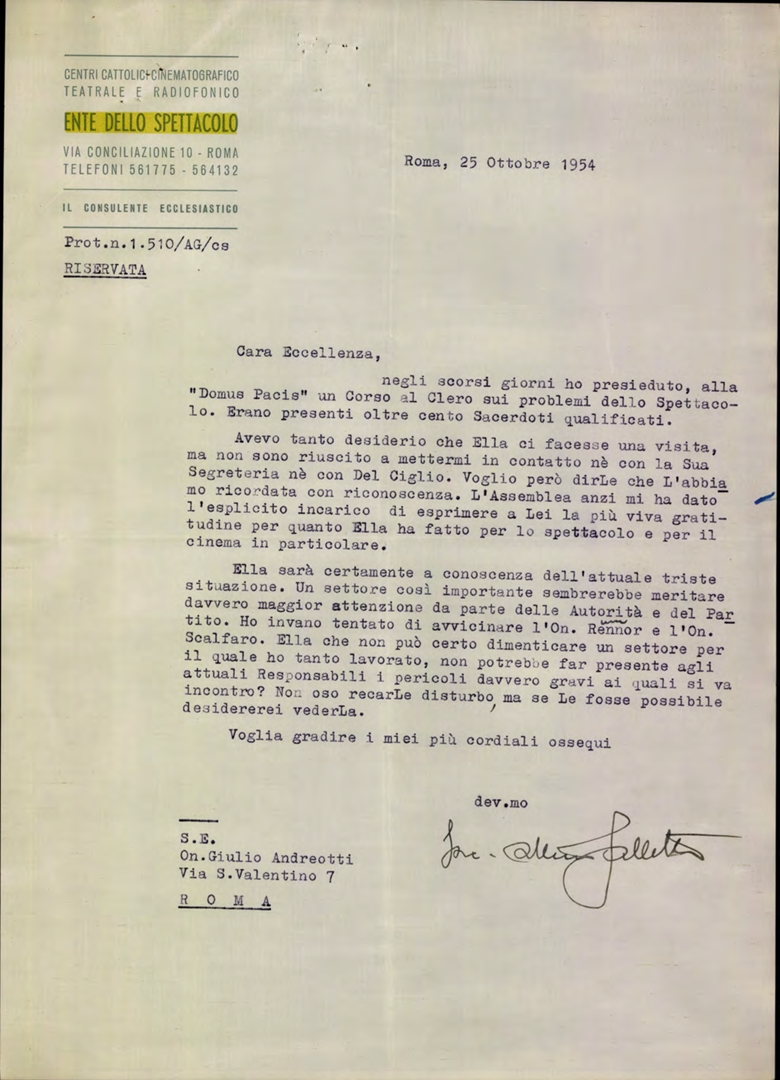 CENTRI CATTOLICI CINEMATOGRAFICO
TEATRALE E RADIOFONICO
ENTE DELLO SPETTACOLO
VIA CONCILIAZIONE 10 - ROMA
TELEFONI 561775 - 564132
IL CONSULENTE ECCLESIASTICO
Roma, 25 Ottobre 1954
Prot.n.1.510/AG/cs
RISERVATA
Cara Eccellenza,
negli scorsi giorni ho presieduto, alla
"Domus Pacis" un Corso al Clero sui problemi dello Spettaco-
lo. Erano presenti oltre cento Sacerdoti qualificati.
Avevo tanto desiderio che Ella ci facesse una visita,
ma non sono riuscito a mettermi in contatto nè con la Sua
Segreteria nè con Del Ciglio. Voglio però dirLe che L'abbia
mo ricordata con riconoscenza. L'Assemblea anzi mi ha dato
l'esplicito incarico di esprimere a Lei la più viva grati-
tudine per quanto Ella ha fatto per lo spettacolo e per il
cinema in particolare.
Ella sarà certamente a conoscenza dell'attuale triste
situazione. Un settore così importante sembrerebbe meritare
davvero maggior attenzione da parte delle Autorità e del Par
tito. Ho invano tentato di avvicinare l'On. Rennor e l'On.
Scalfaro. Ella che non può certo dimenticare un settore per
il quale ho tanto lavorato, non potrebbe far presente agli
attuali Responsabili i pericoli davvero gravi ai quali si va
incontro? Non oso recarLe disturbo, ma se Le fosse possibile
desidererei vederLa.
Voglia gradire i miei più cordiali ossequi
dev.mo
S.E.
On.Giulio Andreotti
Via S.Valentino 7
R O M A